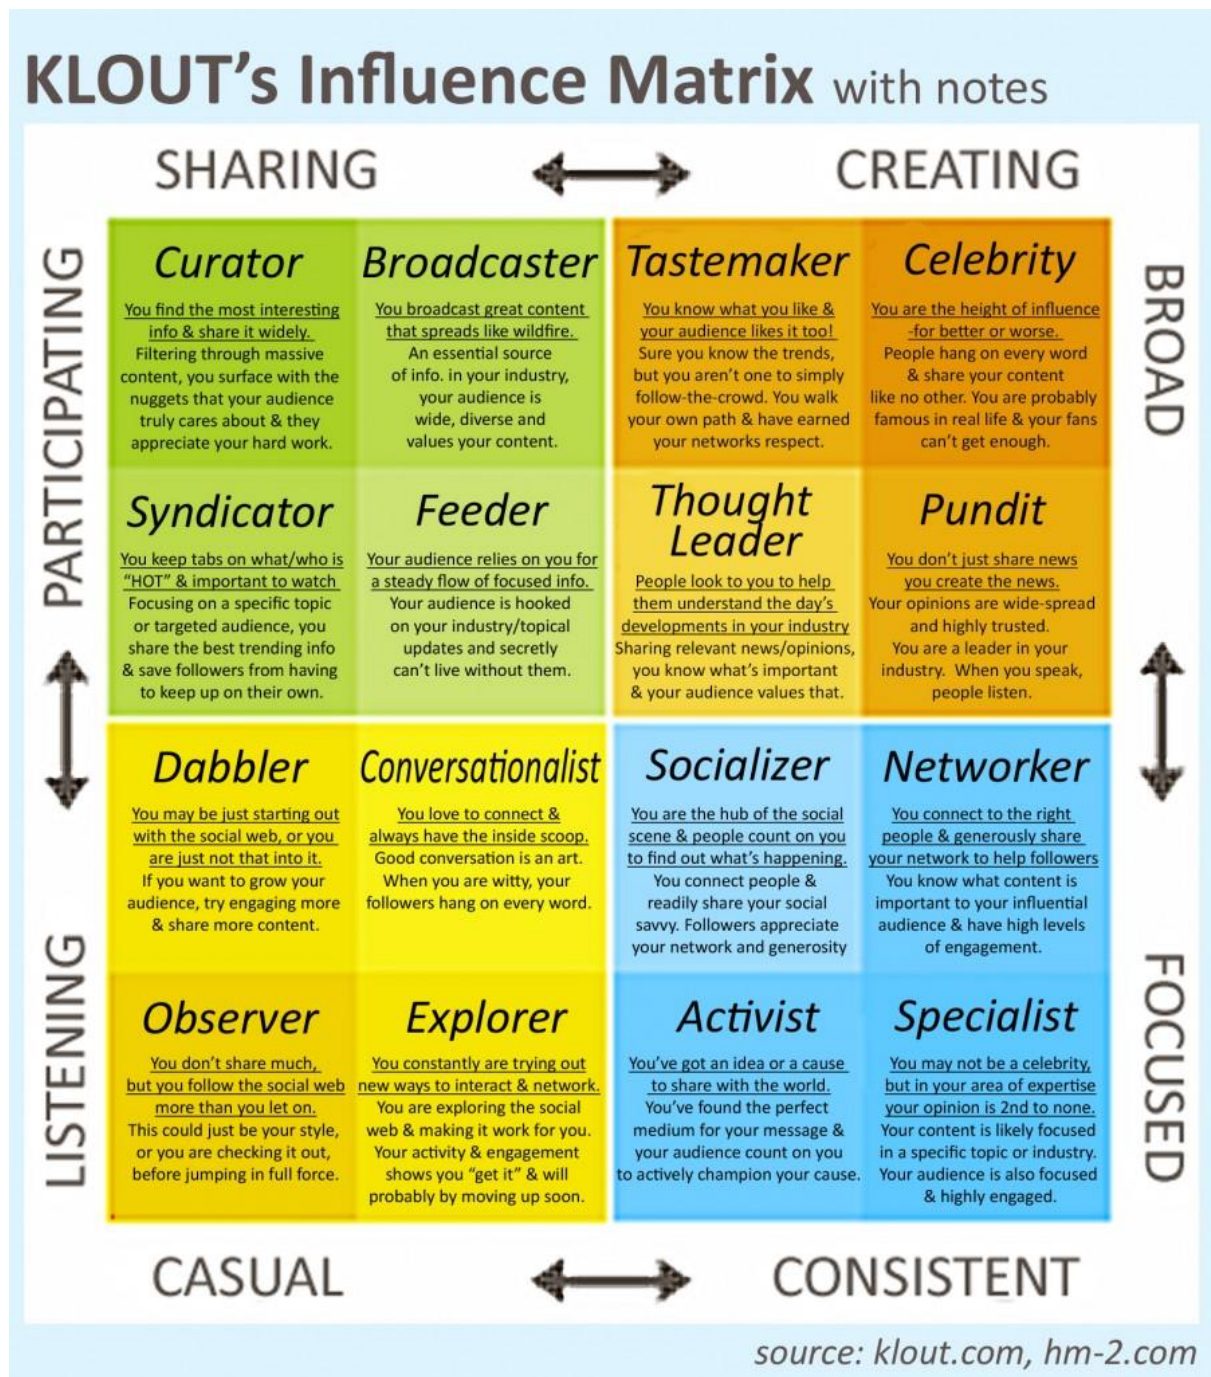 KLOUT's Influence Matrix with notes
SHARING
CREATING
PARTICIPATING
LISTENING
BROAD
FOCUSED
Curator
You find the most interesting
info & share it widely.
Filtering through massive
content, you surface with the
nuggets that your audience
truly cares about & they
appreciate your hard work.
Broadcaster
You broadcast great content
that spreads like wildfire.
An essential source
of info. in your industry,
your audience is
wide, diverse and
values your content.
Tastemaker
You know what you like &
your audience likes it too!
Sure you know the trends,
but you aren't one to simply
follow-the-crowd. You walk
your own path & have earned
your networks respect.
Celebrity
You are the height of influence
-for better or worse.
People hang on every word
& share your content
like no other. You are probably
famous in real life & your fans
can't get enough.
Syndicator
You keep tabs on what/who is
"HOT" & important to watch
Focusing on a specific topic
or targeted audience, you
share the best trending info
& save followers from having
to keep up on their own.
Feeder
Your audience relies on you for
a steady flow of focused info.
Your audience is hooked
on your industry/topical
updates and secretly
can't live without them.
Thought
Leader
People look to you to help
them understand the day's
developments in your industry
Sharing relevant news/opinions,
you know what's important
& your audience values that.
Pundit
You don't just share news
you create the news.
Your opinions are wide-spread
and highly trusted.
You are a leader in your
industry. When you speak,
people listen.
Dabbler
You may be just starting out
with the social web, or you
are just not that into it.
If you want to grow your
audience, try engaging more
& share more content.
Conversationalist
You love to connect &
always have the inside scoop.
Good conversation is an art.
When you are witty, your
followers hang on every word.
Socializer
You are the hub of the social
scene & people count on you
to find out what's happening.
You connect people &
readily share your social
savvy. Followers appreciate
your network and generosity
Networker
You connect to the right
people & generously share
your network to help followers
You know what content is
important to your influential
audience & have high levels
of engagement.
Observer
You don't share much,
but you follow the social web
more than you let on.
This could just be your style,
or you are checking it out,
before jumping in full force.
Explorer
You constantly are trying out
new ways to interact & network.
You are exploring the social
web & making it work for you.
Your activity & engagement
shows you "get it" & will
probably by moving up soon.
Activist
You've got an idea or a cause
to share with the world.
You've found the perfect
medium for your message &
your audience count on you
to actively champion your cause.
Specialist
You may not be a celebrity,
but in your area of expertise
your opinion is 2nd to none.
Your content is likely focused
in a specific topic or industry.
Your audience is also focused
& highly engaged.
CASUAL
CONSISTENT
source: klout.com, hm-2.com